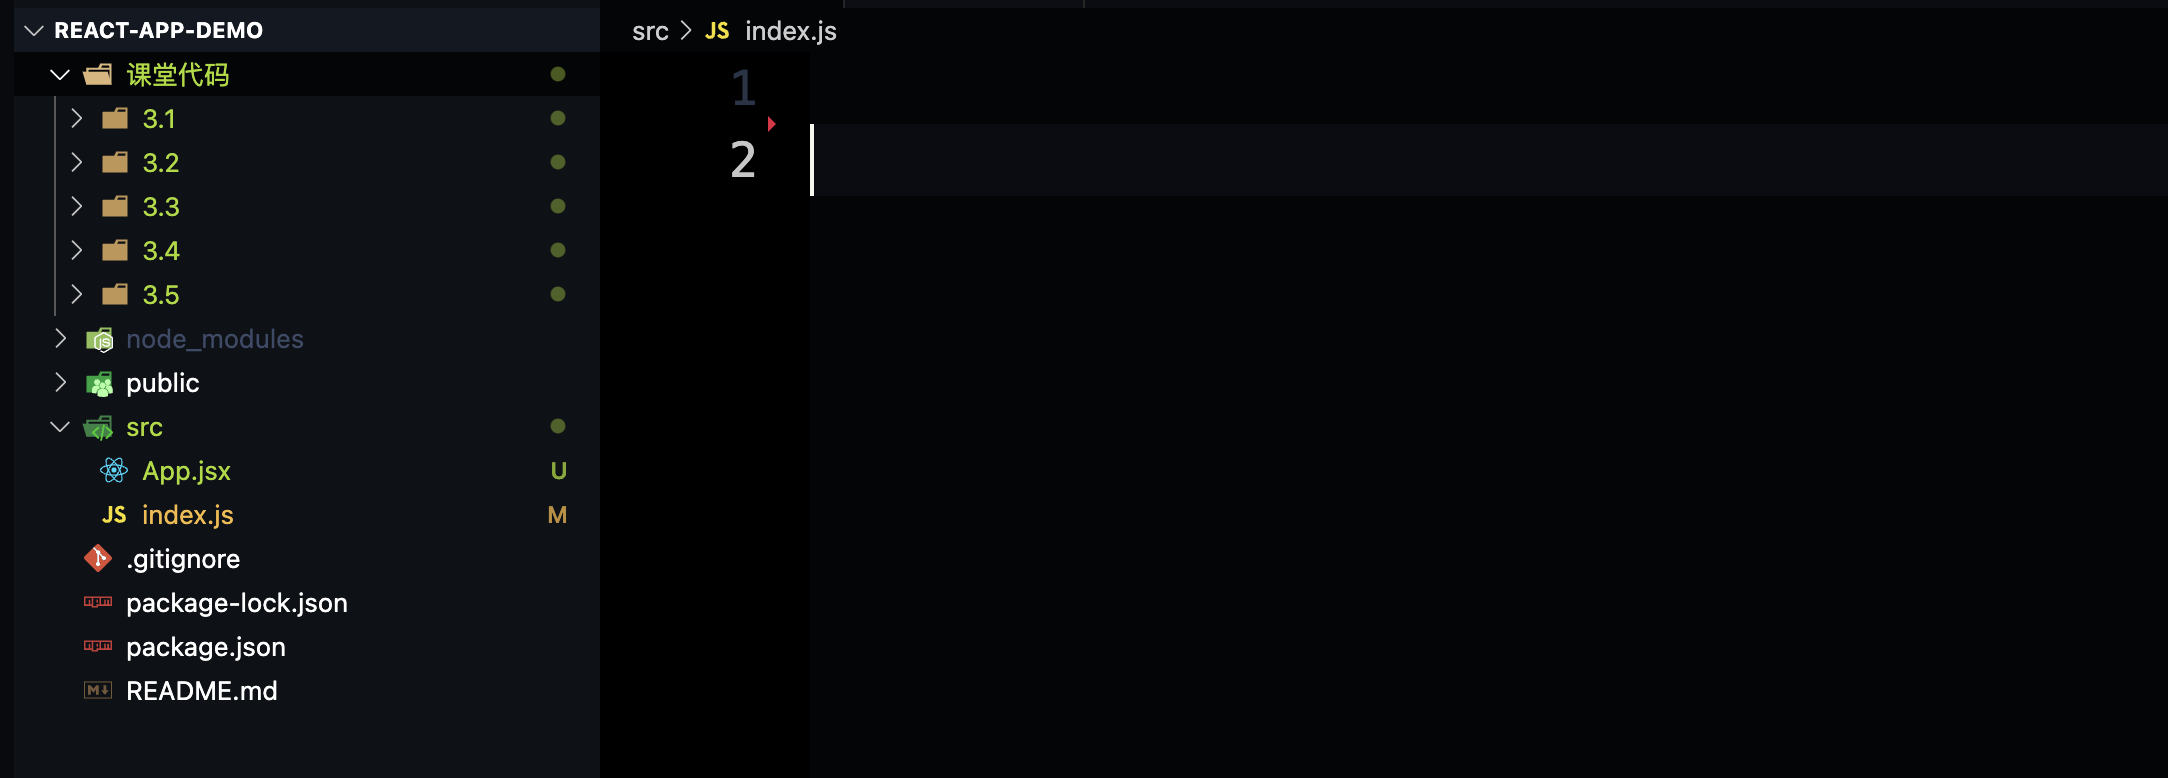 REACT-APP-DEMO
课堂代码
3.1
3.2
3.3
3.4
3.5
node_modules
public
src
App.jsx U
JS index.js M
.gitignore
package-lock.json
package.json
README.md
src > JS index.js
1
2